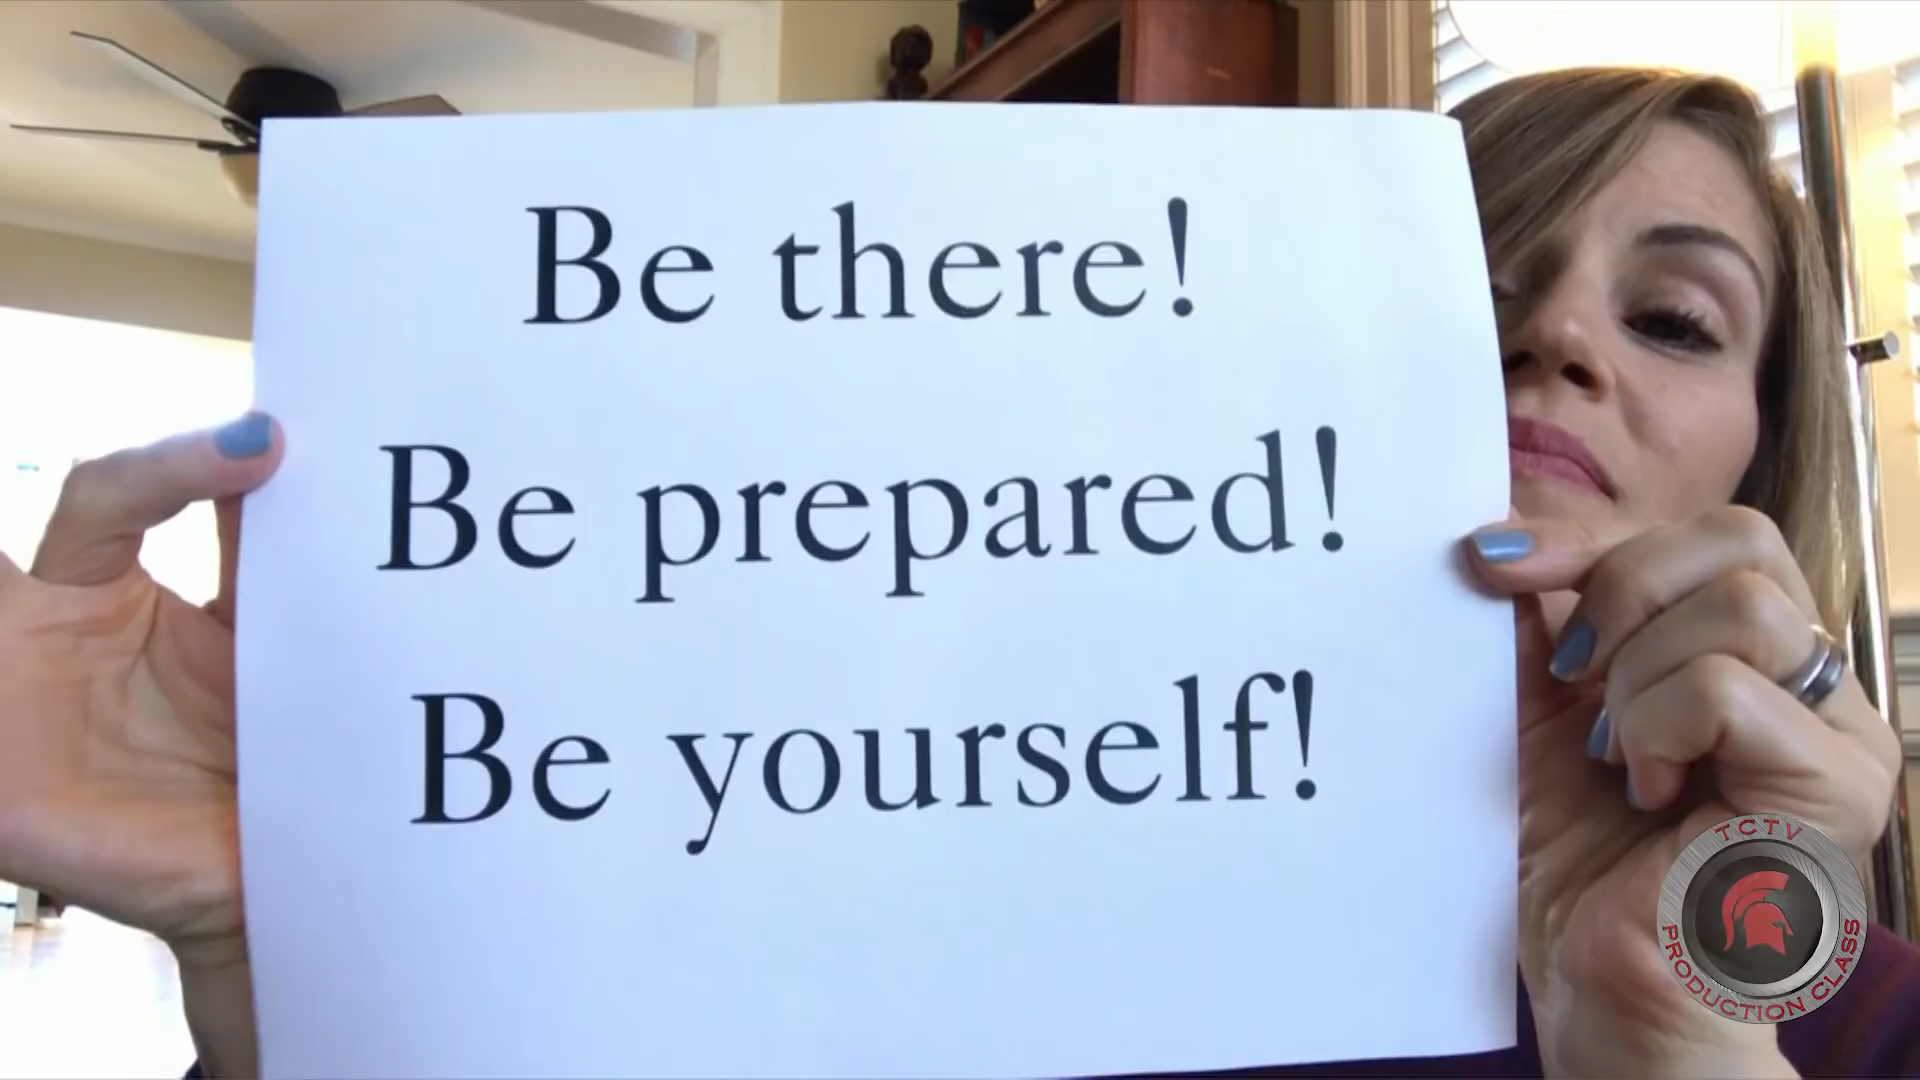 Be there!
Be prepared!
Be yourself!
TCTV
PRODUCTION CLASS